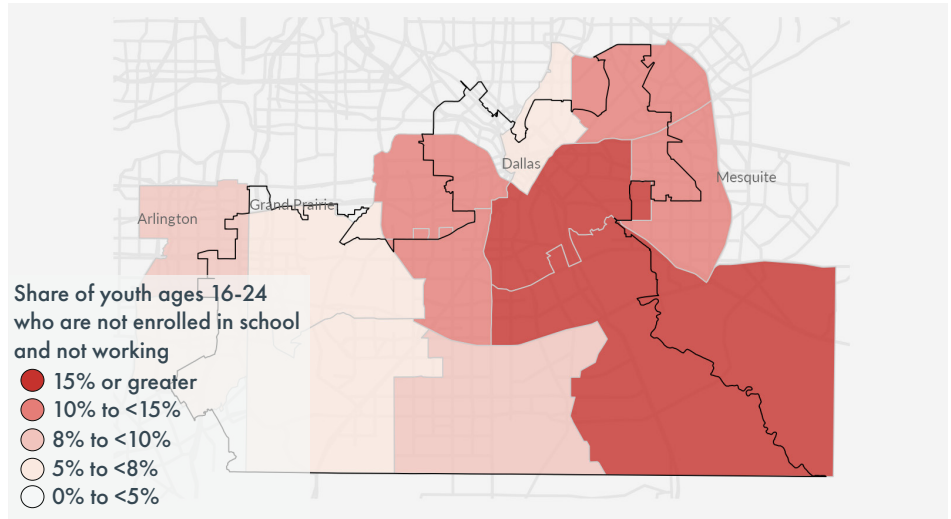 Dallas
Mesquite
Grand Prairie
Arlington
Share of youth ages 16-24
who are not enrolled in school
and not working
15% or greater
10% to <15%
8% to <10%
5% to <8%
0% to <5%